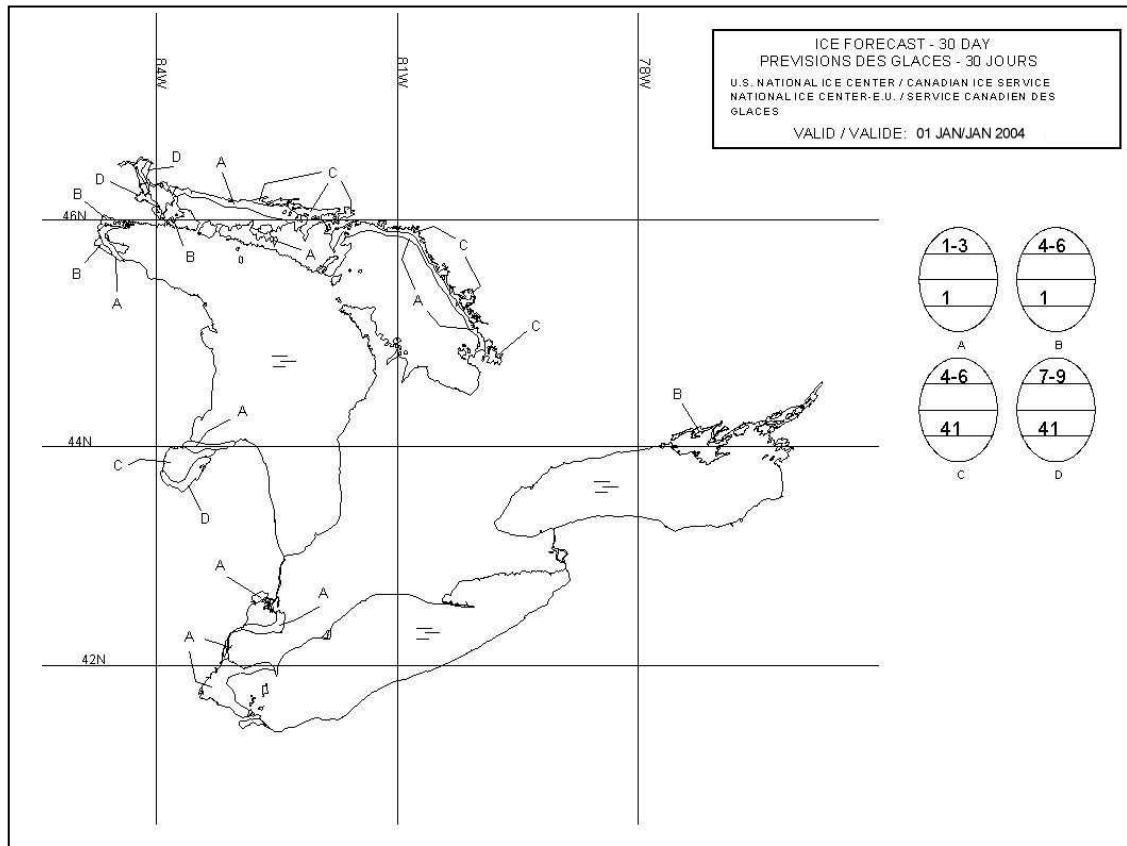 ICE FORECAST - 30 DAY
PREVISIONS DES GLACES - 30 JOURS
U.S. NATIONAL ICE CENTER / CANADIAN ICE SERVICE
NATIONAL ICE CENTER-E.U. / SERVICE CANADIEN DES
GLACES
VALID / VALIDE: 01 JAN/JAN 2004
84W
81W
78W
D
A
C
D
B
46N
B
B
A
A
C
A
C
1-3
1
A
4-6
1
B
4-6
41
C
7-9
41
D
B
A
44N
C
D
A
A
A
42N